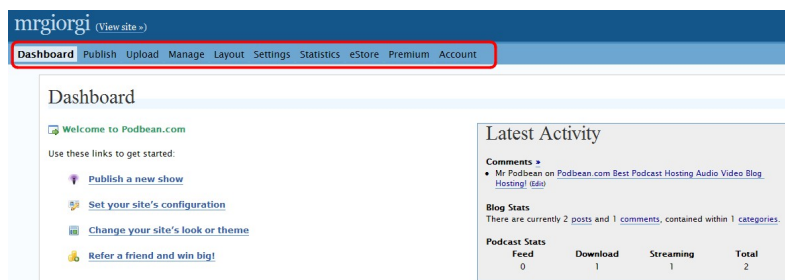 mrgiorgi (View site »)
Dashboard Publish Upload Manage Layout Settings Statistics eStore Premium Account
Dashboard
Welcome to Podbean.com
Use these links to get started:
Publish a new show
Set your site's configuration
Change your site's look or theme
Refer a friend and win big!
Latest Activity
Comments »
• Mr Podbean on Podbean.com Best Podcast Hosting Audio Video Blog
Hosting! (Edit)
Blog Stats
There are currently 2 posts and 1 comments, contained within 1 categories.
Podcast Stats
Feed Download Streaming Total
0 1 1 2